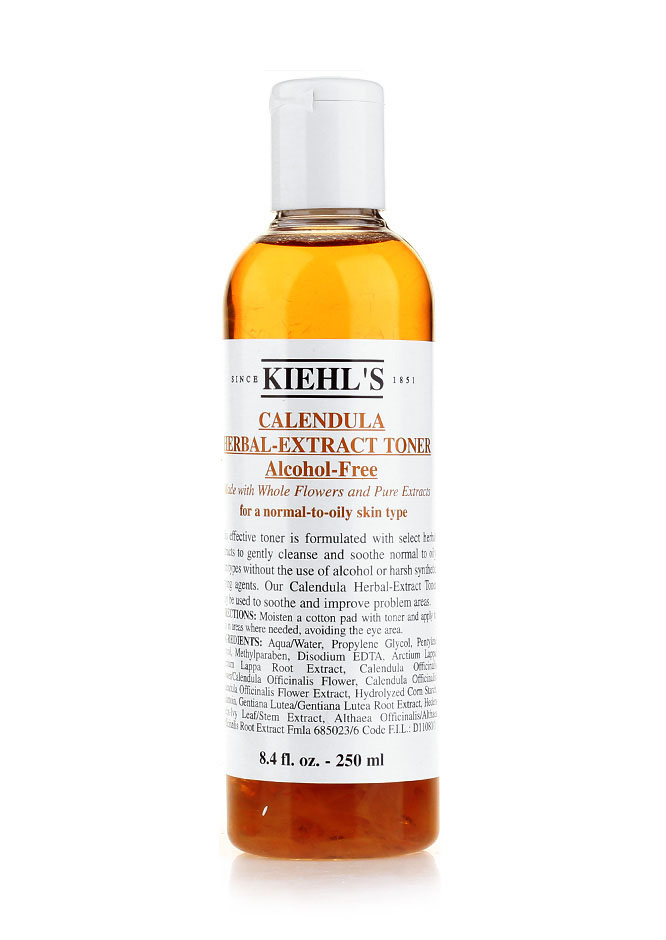 SINCE KIEHL'S 1851
CALENDULA
HERBAL-EXTRACT TONER
Alcohol-Free
Made with Whole Flowers and Pure Extracts
for a normal-to-oily skin type
effective toner is formulated with select
to gently cleanse and soothe normal to
without the use of alcohol or harsh
agents. Our Calendula Herbal-Extract
be used to soothe and improve problem areas.
Moisten a cotton pad with toner and apply
areas where needed, avoiding the eye area.
Aqua/Water, Propylene Glycol,
Methylparaben, Disodium EDTA, Arctium Lappa
Lappa Root Extract, Calendula
Officinalis Flower, Calendula
Officinalis Flower Extract, Hydrolyzed Corn
Gentiana Lutea/Gentiana Lutea Root Extract,
Leaf/Stem Extract, Althaea
Root Extract Fmla 685023/6 Code F.I.L.:
8.4 fl. oz. - 250 ml